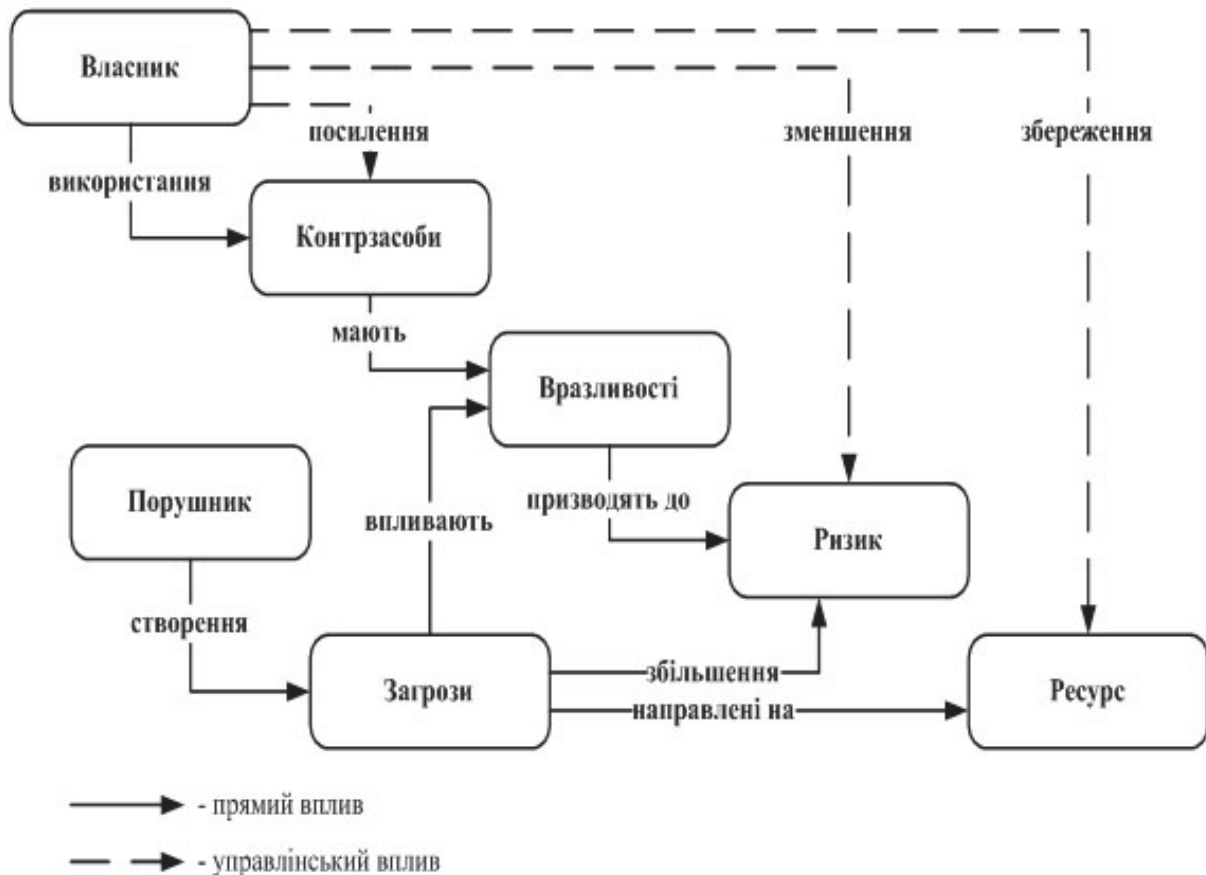 Власник
посилення
зменшення
збереження
використання
Контрзасоби
мають
Вразливості
Порушник
впливають
призводять до
Ризик
створення
Загрози
збільшення
направлені на
Ресурс
- прямий вплив
- управлінський вплив